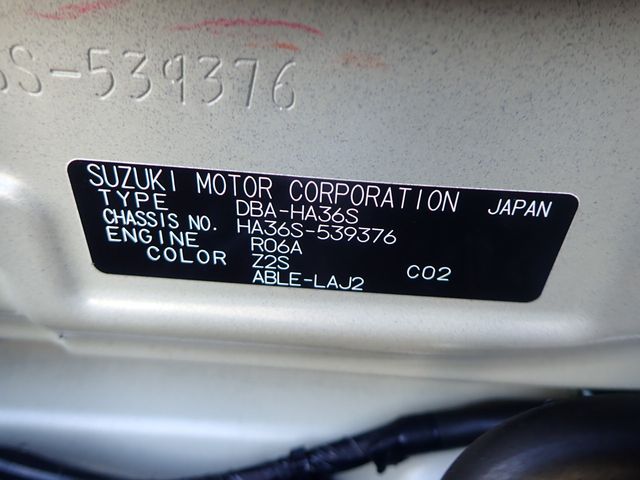 S-539376
SUZUKI MOTOR CORPORATION JAPAN
TYPE DBA-HA36S
CHASSIS NO. HA36S-539376
ENGINE R06A
COLOR Z2S C02
ABLE-LAJ2